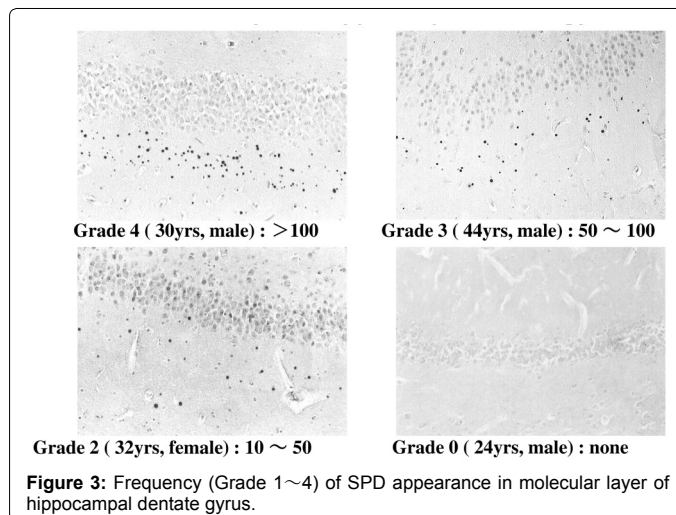 Grade 4 ( 30yrs, male) : >100
Grade 3 ( 44yrs, male) : 50 ～ 100
Grade 2 ( 32yrs, female) : 10 ～ 50
Grade 0 ( 24yrs, male) : none
Figure 3: Frequency (Grade 1～4) of SPD appearance in molecular layer of
hippocampal dentate gyrus.